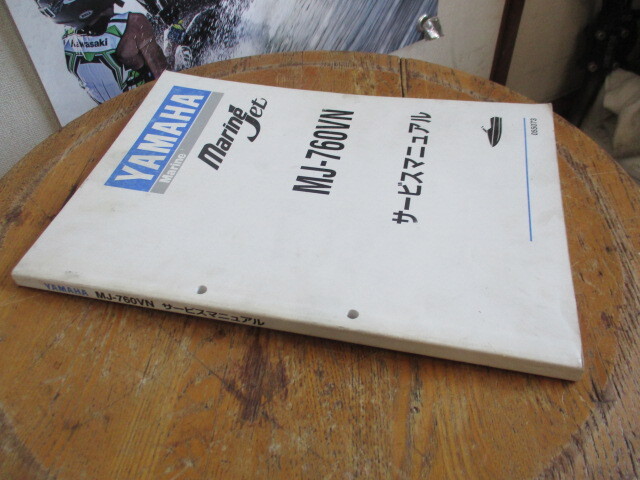 Kawasaki
YAMAHA
Marine
Marine Jet
MJ-760VN
サービスマニュアル
YAMAHA MJ-760VN サービスマニュアル